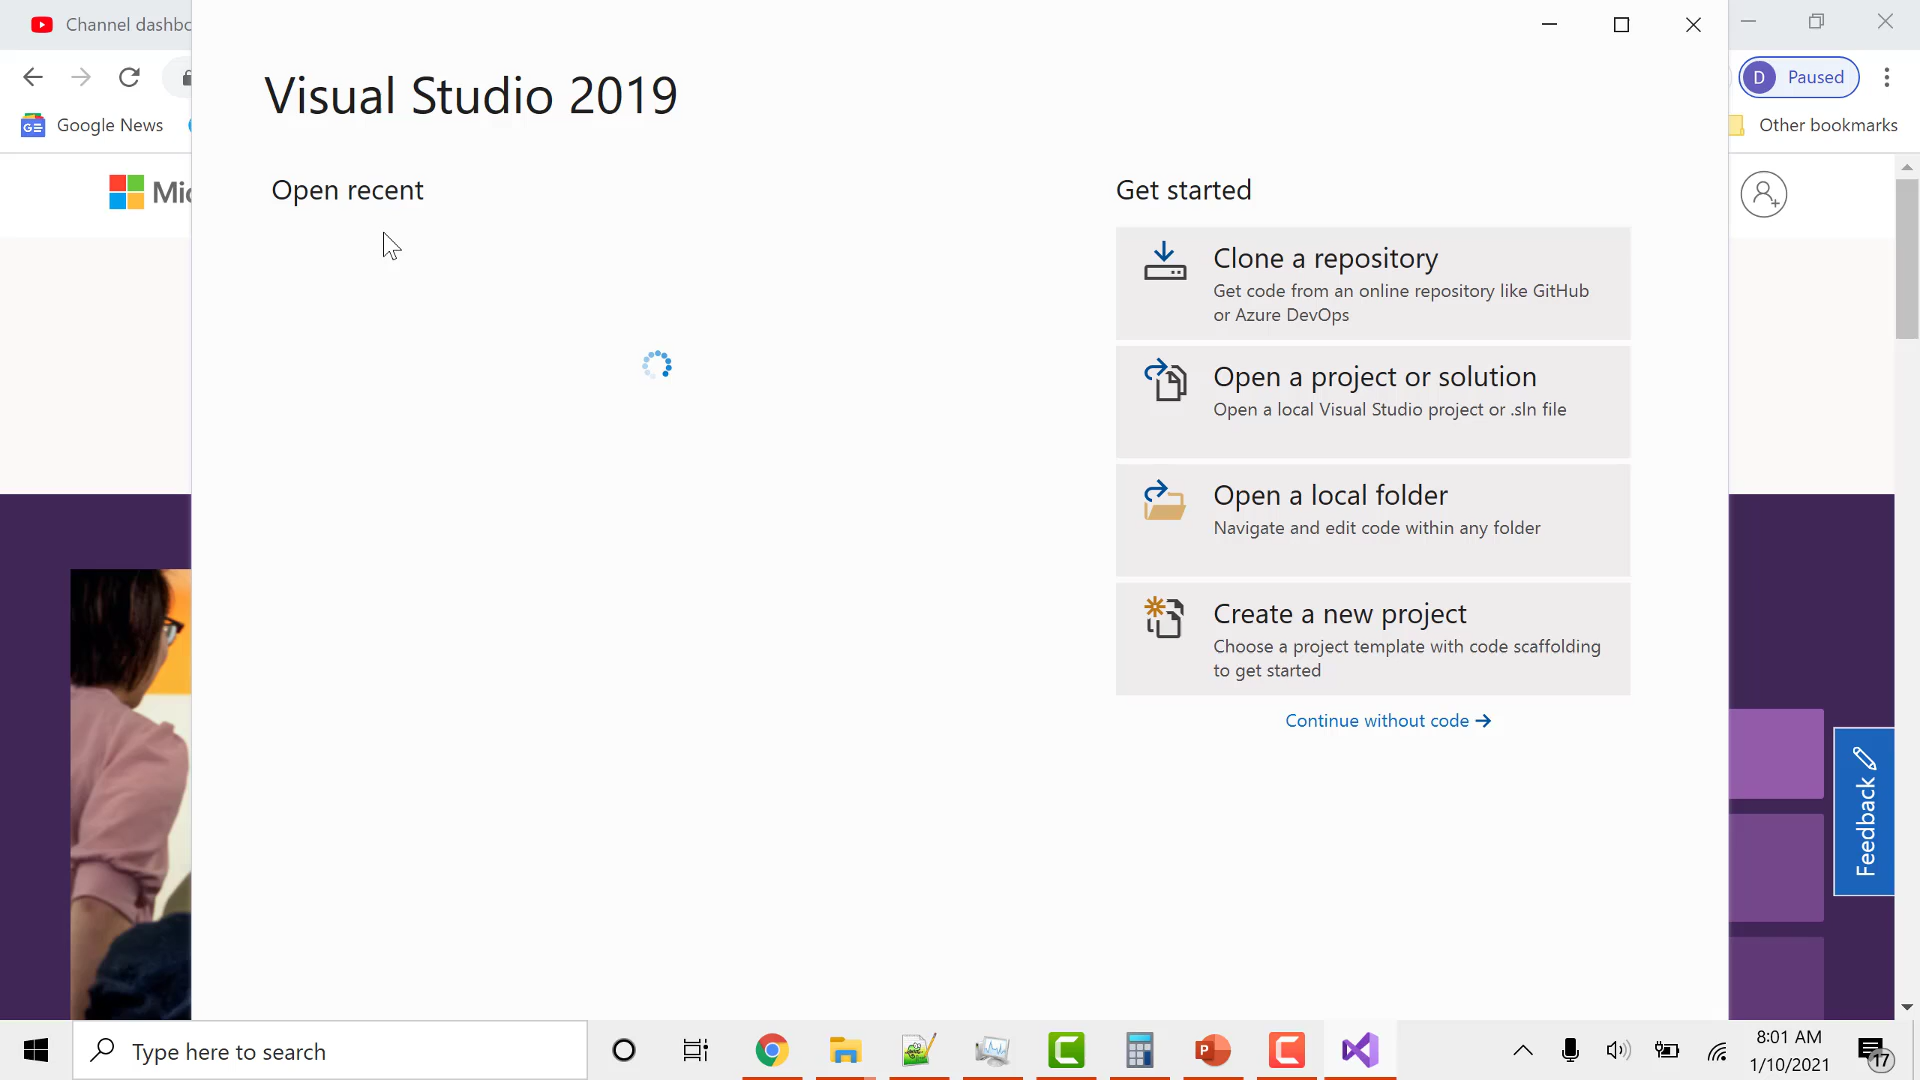 Channel dashbo
Paused
D
Google News
Other bookmarks
Mic
Visual Studio 2019
Open recent
Get started
Clone a repository
Get code from an online repository like GitHub
or Azure DevOps
Open a project or solution
Open a local Visual Studio project or .sln file
Open a local folder
Navigate and edit code within any folder
Create a new project
Choose a project template with code scaffolding
to get started
Continue without code →
Feedback
Type here to search
8:01 AM
1/10/2021
17